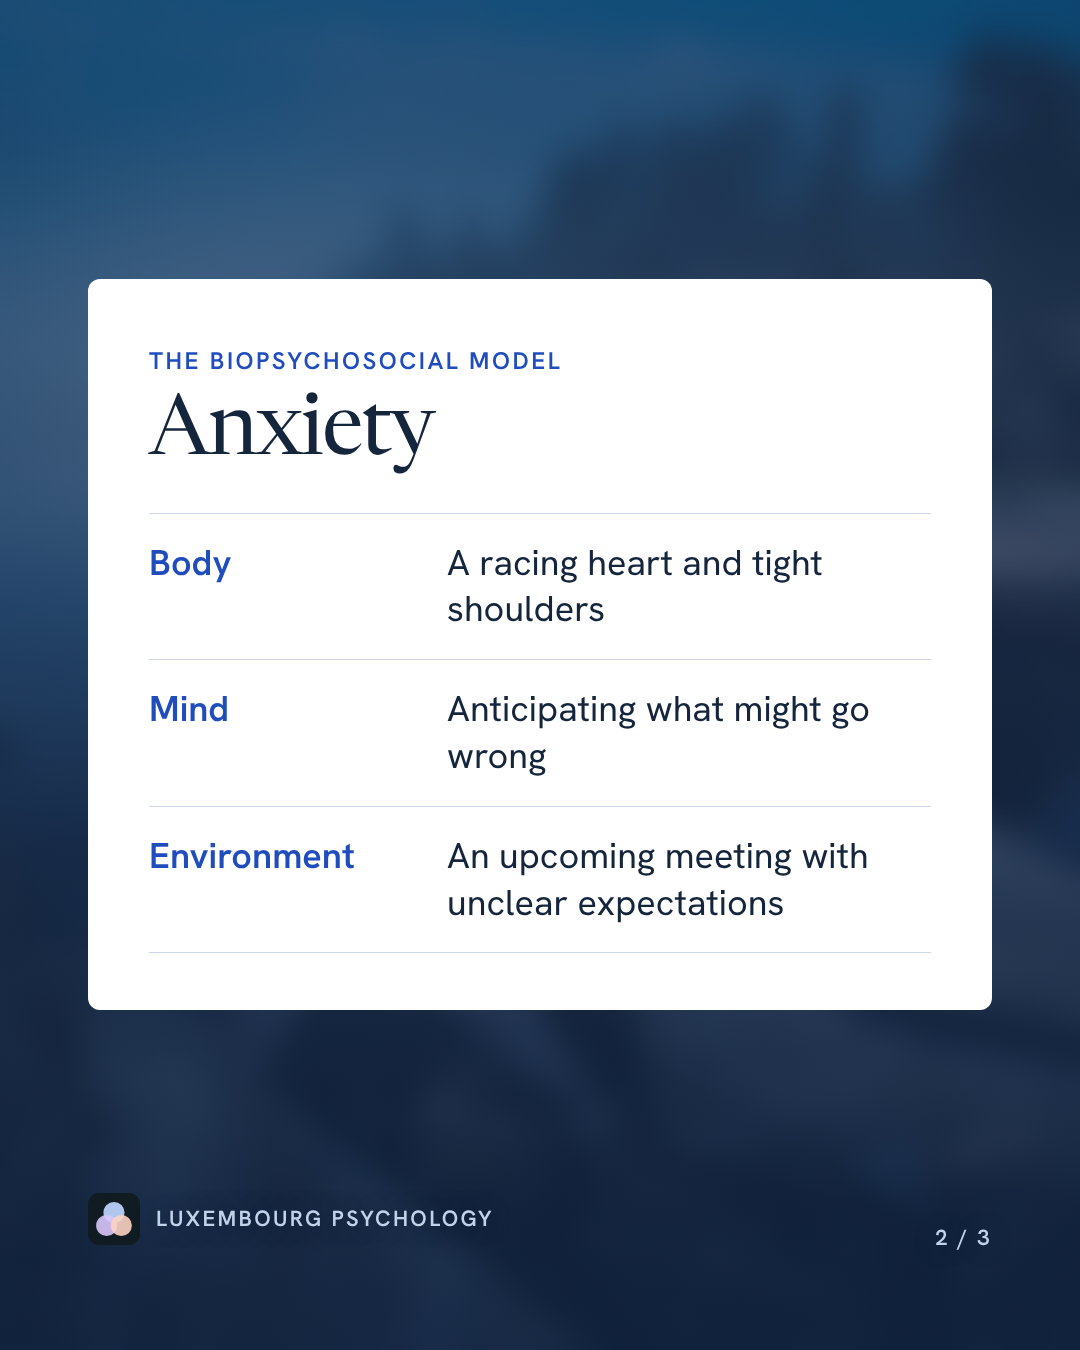 THE BIOPSYCHOSOCIAL MODEL
Anxiety
Body
A racing heart and tight
shoulders
Mind
Anticipating what might go
wrong
Environment
An upcoming meeting with
unclear expectations
LUXEMBOURG PSYCHOLOGY
2 / 3